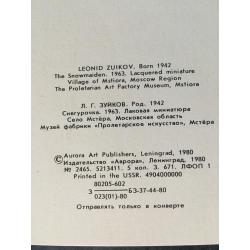 LEONID ZUIKOV, Born 1942
The Snowmaiden. 1963. Lacquered miniature
Village of Mstiora, Moscow Region
The Proletarian Art Factory Museum, Mstiora
Л. Г. ЗУЙКОВ. Род. 1942
Снегурочка. 1963. Лаковая миниатюра
Село Мстёра, Московская область
Музей фабрики «Пролетарское искусство», Мстёра
© Aurora Art Publishers, Leningrad, 1980
Издательство «Аврора», Ленинград, 1980
№ 2465. 5213411. 5 коп. З. 671. ЛФОП 1
Printed in the USSR. 4904000000
З 80205-602 БЗ-37-44-80
023(01)-80
Отправлять только в конверте